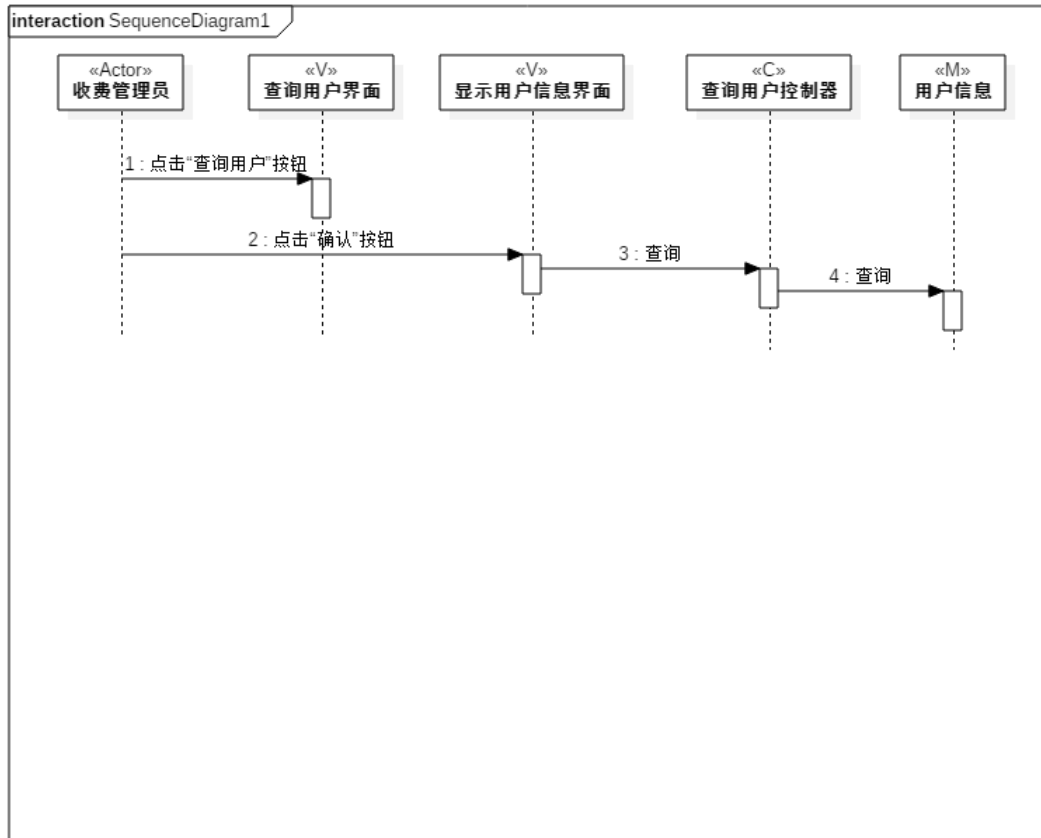 interaction SequenceDiagram1
«Actor»
收费管理员
«V»
查询用户界面
«V»
显示用户信息界面
«C»
查询用户控制器
«M»
用户信息
1 : 点击“查询用户”按钮
2 : 点击“确认”按钮
3 : 查询
4 : 查询